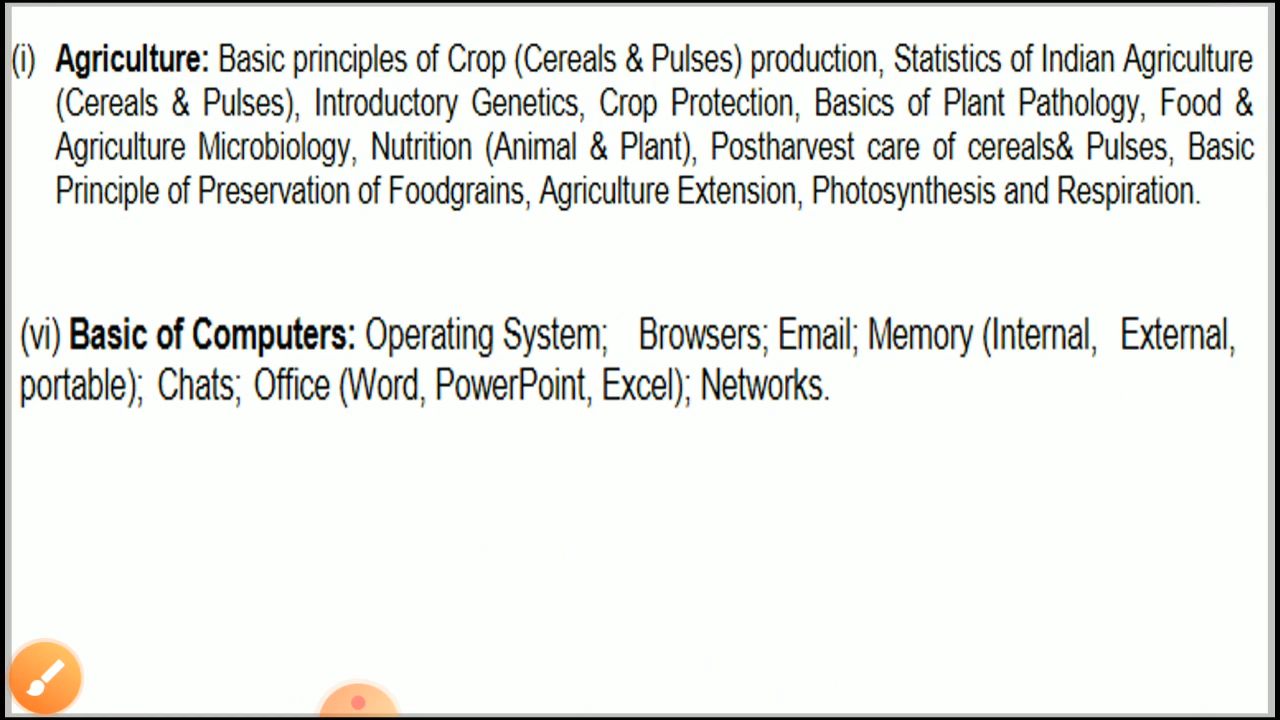 (i) Agriculture: Basic principles of Crop (Cereals & Pulses) production, Statistics of Indian Agriculture
(Cereals & Pulses), Introductory Genetics, Crop Protection, Basics of Plant Pathology, Food &
Agriculture Microbiology, Nutrition (Animal & Plant), Postharvest care of cereals& Pulses, Basic
Principle of Preservation of Foodgrains, Agriculture Extension, Photosynthesis and Respiration.
(vi) Basic of Computers: Operating System; Browsers; Email; Memory (Internal, External,
portable); Chats; Office (Word, PowerPoint, Excel); Networks.